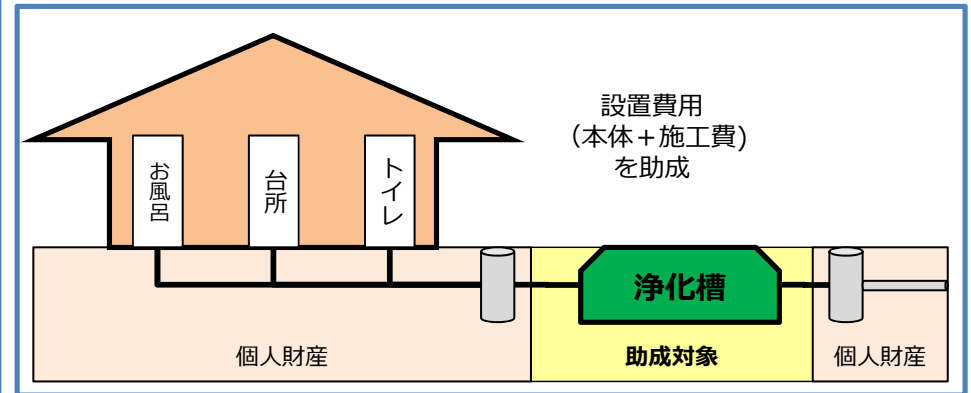 設置費用
（本体＋施工費)
を助成
お風呂
台所
トイレ
浄化槽
個人財産
助成対象
個人財産